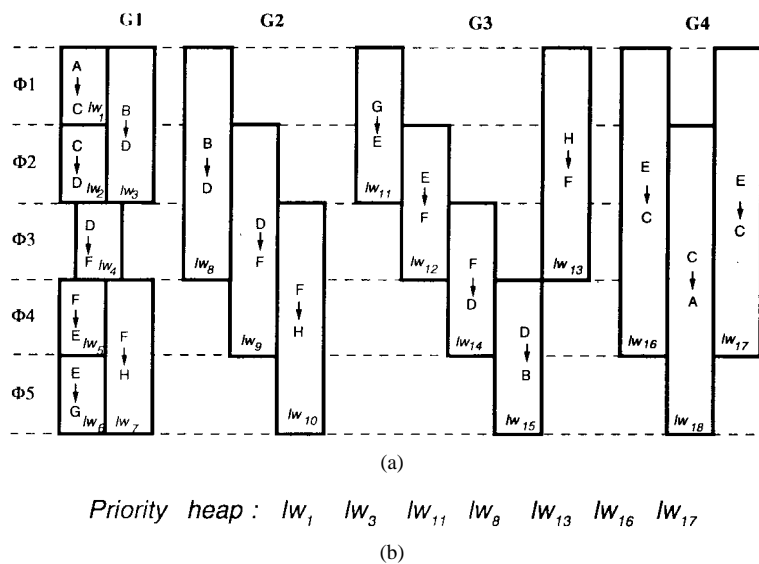 G1 G2 G3 G4
Φ1
Φ2
Φ3
Φ4
Φ5
A
↓
C
lw1
C
↓
D
lw2
B
↓
D
lw3
D
↓
F
lw4
F
↓
E
lw5
E
↓
G
lw6
F
↓
H
lw7
B
↓
D
lw8
D
↓
F
lw9
F
↓
H
lw10
G
↓
E
lw11
E
↓
F
lw12
H
↓
F
lw13
F
↓
D
lw14
D
↓
B
lw15
E
↓
C
lw16
E
↓
C
lw17
C
↓
A
lw18
(a)
Priority heap : lw1 lw3 lw11 lw8 lw13 lw16 lw17
(b)